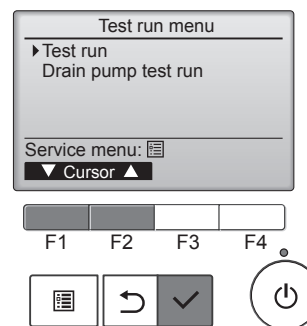 Test run menu
Test run
Drain pump test run
Service menu:
▼ Cursor ▲
F1 F2 F3 F4